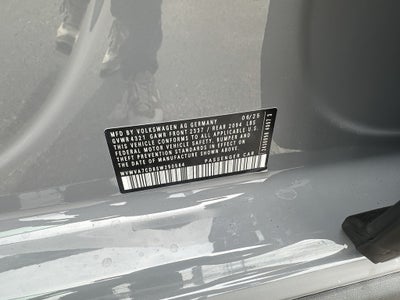 MFD BY VOLKSWAGEN AG GERMANY 06/25
GVWR 4321 GAWR FRONT 2337 / REAR 2094 LBS
THIS VEHICLE CONFORMS TO ALL APPLICABLE U.S.
FEDERAL MOTOR VEHICLE SAFETY, BUMPER AND
THEFT PREVENTION STANDARDS IN EFFECT ON
THE DATE OF MANUFACTURE SHOWN ABOVE.
PASSENGER CAR